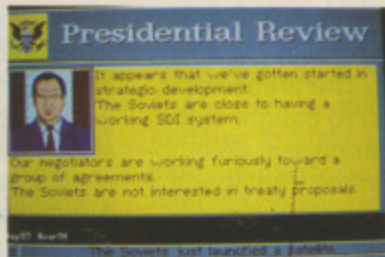 Presidential Review
It appears that we've gotten started in
strategic development.
The Soviets are close to having a
working SDI system.
Our negotiators are working furiously toward a
group of agreements.
The Soviets are not interested in treaty proposals.
The Soviets just launched a satellite